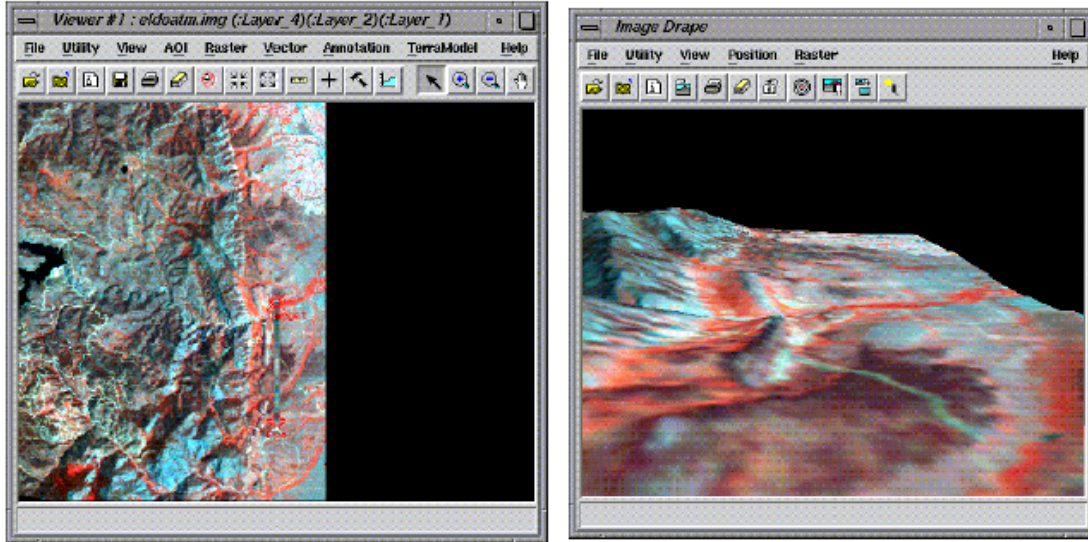 Viewer #1 : eldoatm.img (:Layer_4)(:Layer_2)(:Layer_1)
File Utility View AOI Raster Vector Annotation TerraModel Help
Image Drape
File Utility View Position Raster Help